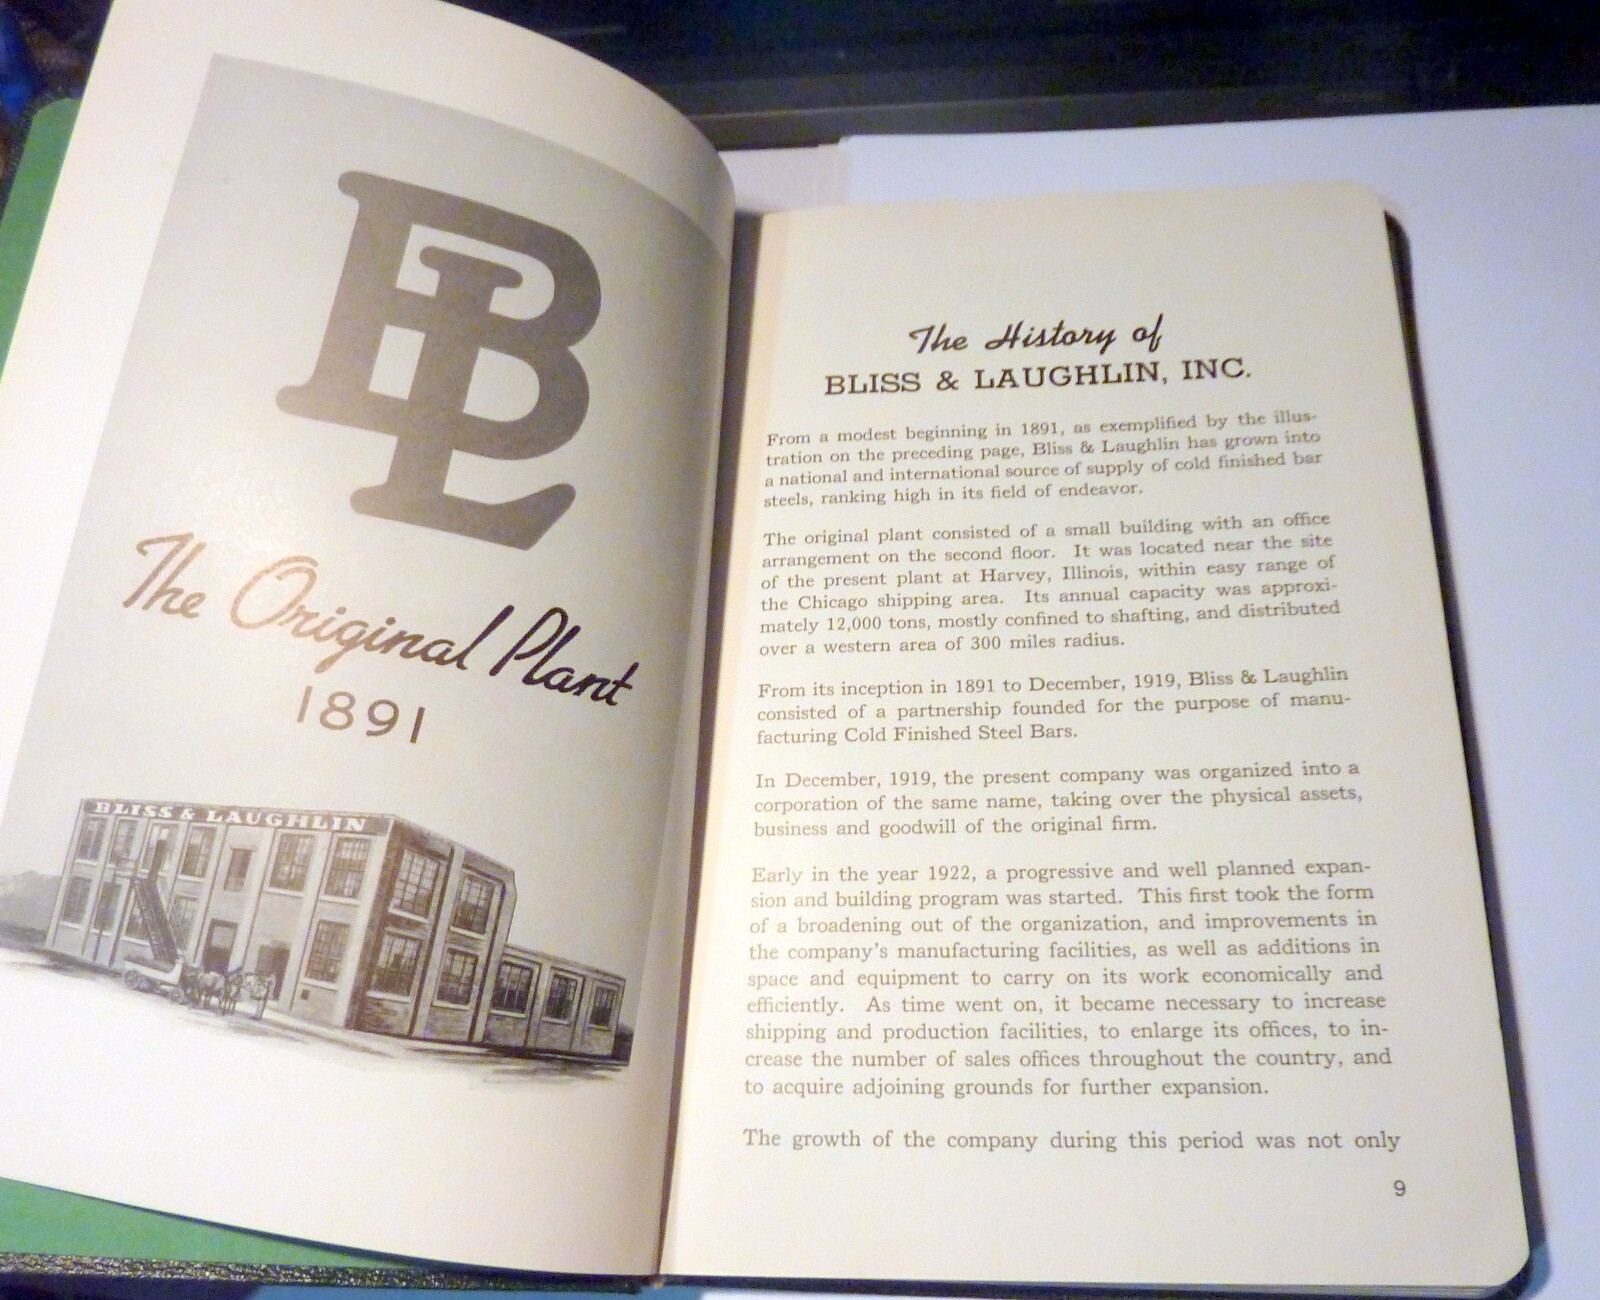 BL
The Original Plant
1891
BLISS & LAUGHLIN
The History of
BLISS & LAUGHLIN, INC.
From a modest beginning in 1891, as exemplified by the illus-
tration on the preceding page, Bliss & Laughlin has grown into
a national and international source of supply of cold finished bar
steels, ranking high in its field of endeavor.
The original plant consisted of a small building with an office
arrangement on the second floor. It was located near the site
of the present plant at Harvey, Illinois, within easy range of
the Chicago shipping area. Its annual capacity was approxi-
mately 12,000 tons, mostly confined to shafting, and distributed
over a western area of 300 miles radius.
From its inception in 1891 to December, 1919, Bliss & Laughlin
consisted of a partnership founded for the purpose of manu-
facturing Cold Finished Steel Bars.
In December, 1919, the present company was organized into a
corporation of the same name, taking over the physical assets,
business and goodwill of the original firm.
Early in the year 1922, a progressive and well planned expan-
sion and building program was started. This first took the form
of a broadening out of the organization, and improvements in
the company's manufacturing facilities, as well as additions in
space and equipment to carry on its work economically and
efficiently. As time went on, it became necessary to increase
shipping and production facilities, to enlarge its offices, to in-
crease the number of sales offices throughout the country, and
to acquire adjoining grounds for further expansion.
The growth of the company during this period was not only
9